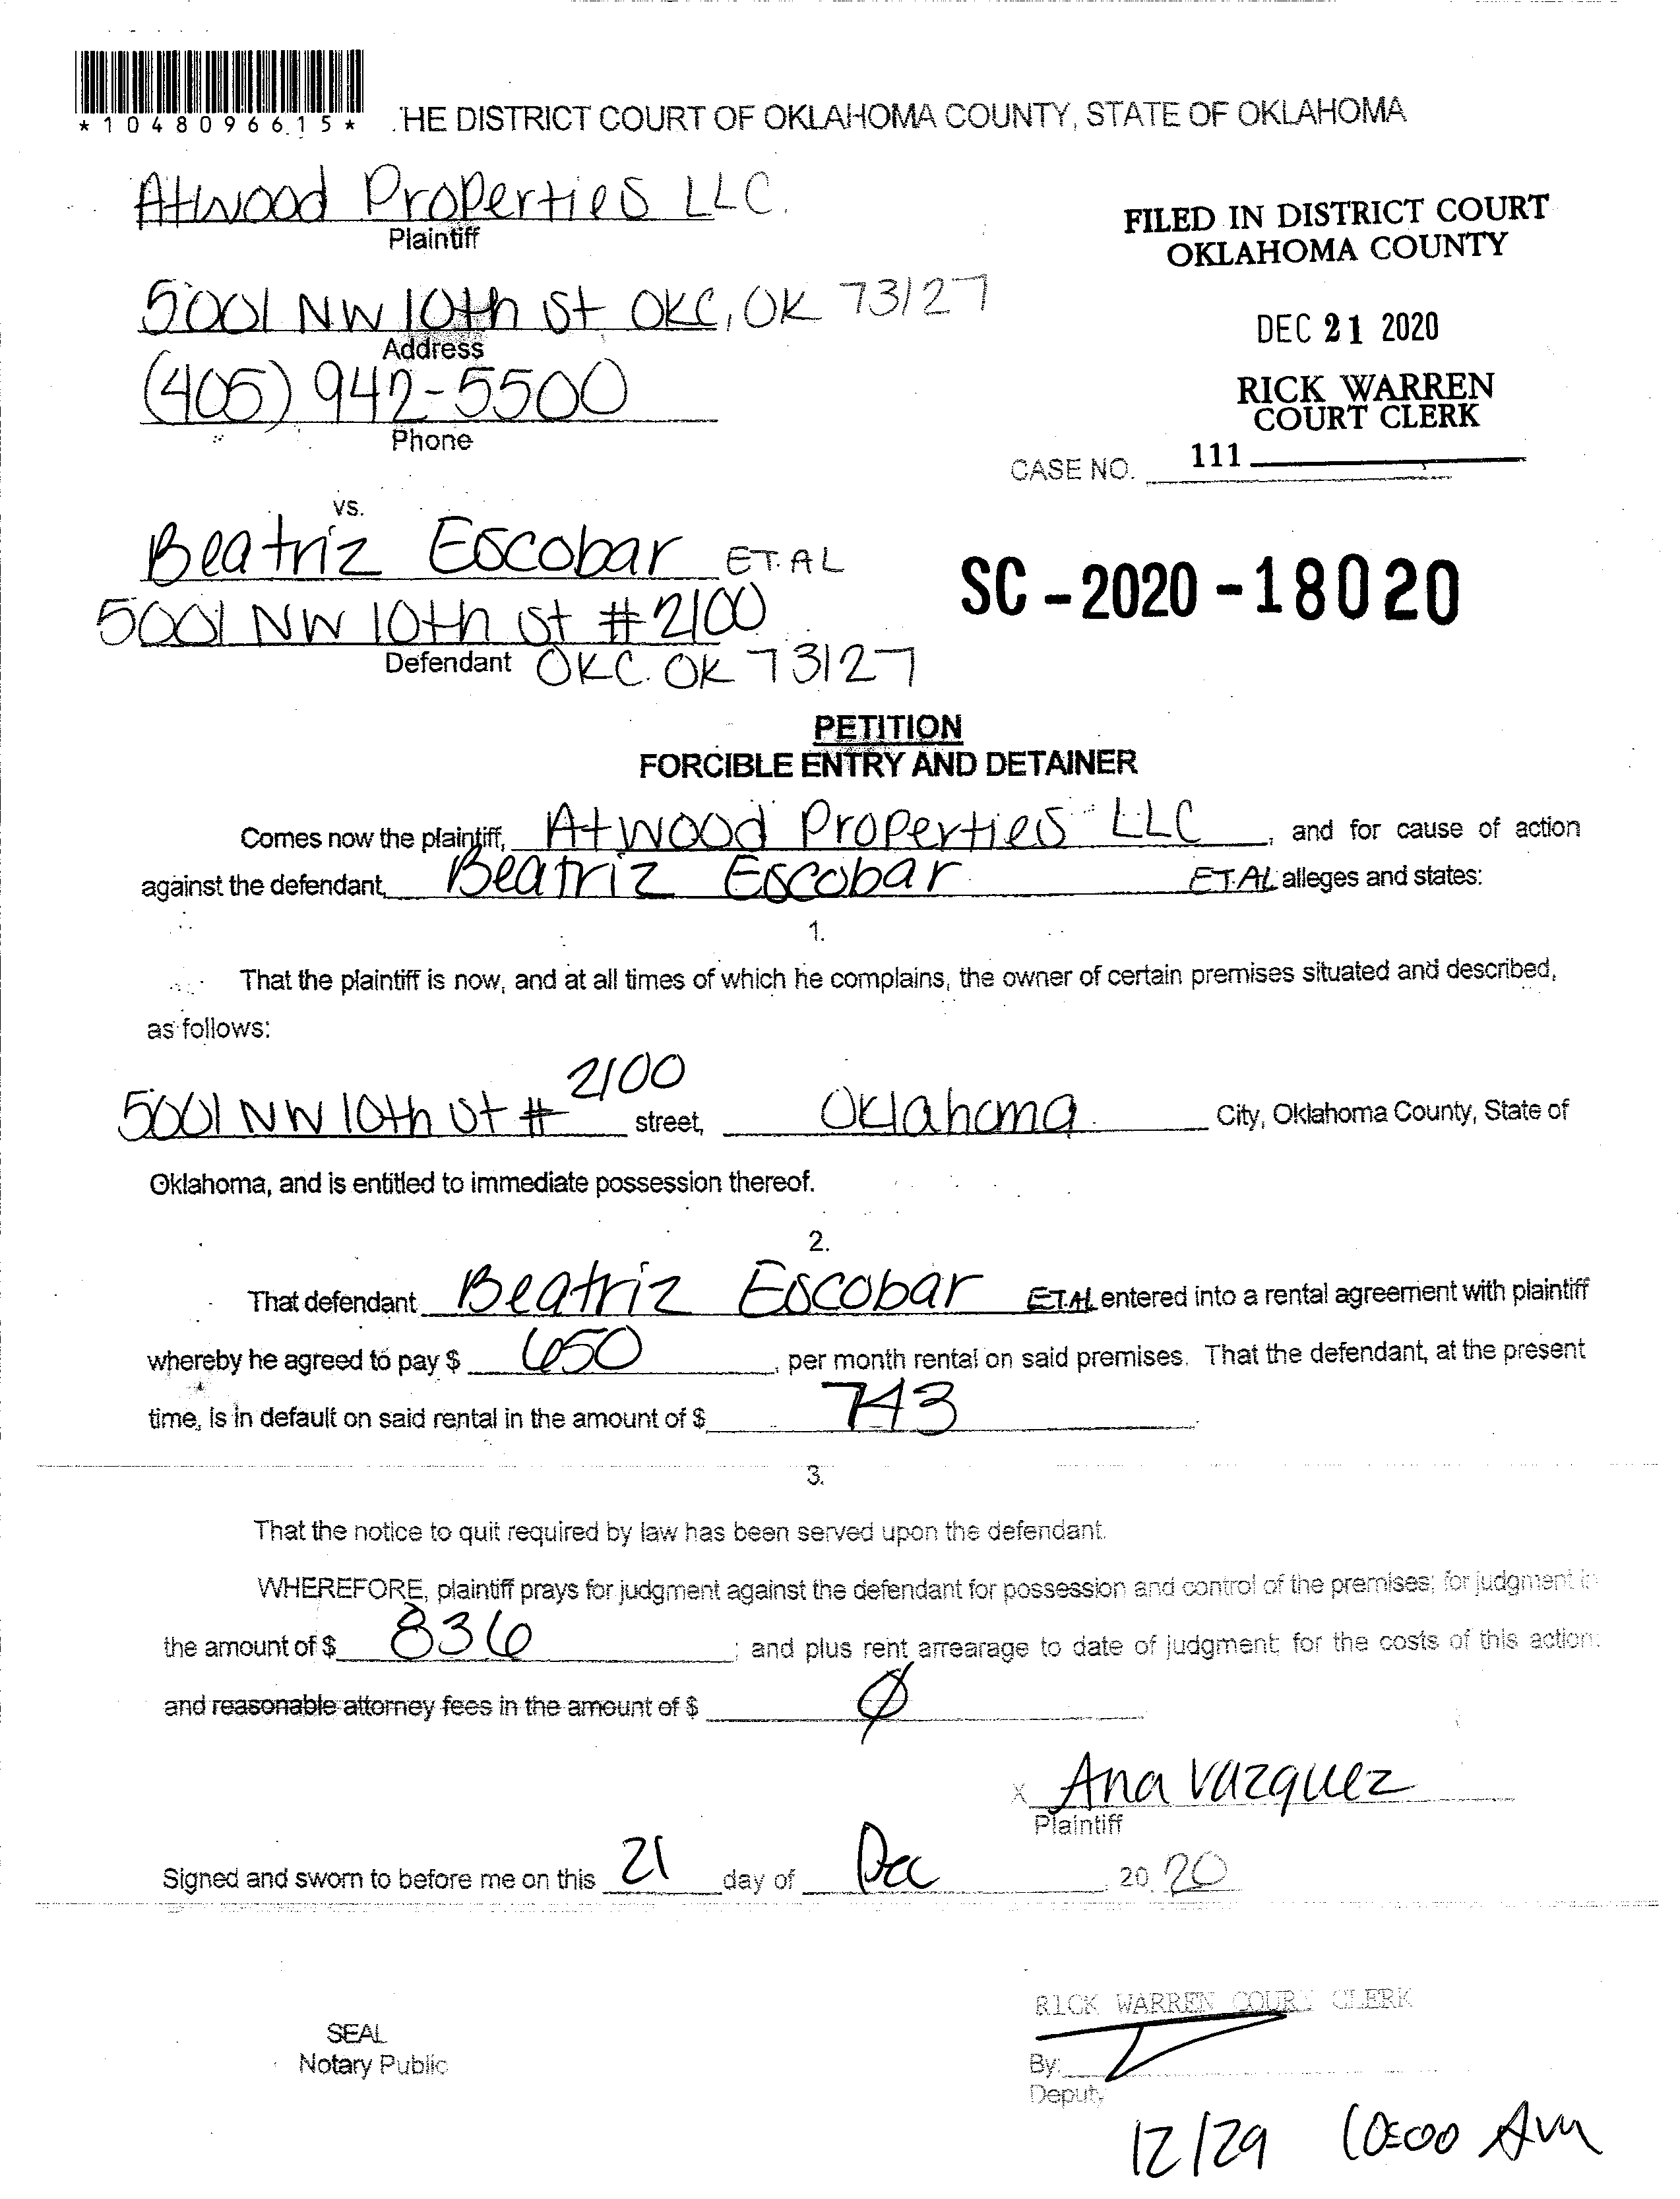 *1048096615*
HE DISTRICT COURT OF OKLAHOMA COUNTY, STATE OF OKLAHOMA
Atwood Properties LLC.
Plaintiff
FILED IN DISTRICT COURT
OKLAHOMA COUNTY
5001 NW 10th St OKC, OK 73127
Address
DEC 21 2020
(405) 942-5500
Phone
RICK WARREN
COURT CLERK
CASE NO. 111
vs.
Beatriz Escobar ET.AL
5001 NW 10th St #2100
SC-2020-18020
Defendant OKC. OK 73127
PETITION
FORCIBLE ENTRY AND DETAINER
Comes now the plaintiff, Atwood Properties LLC, and for cause of action
against the defendant, Beatriz Escobar ET.AL alleges and states:
1.
That the plaintiff is now, and at all times of which he complains, the owner of certain premises situated and described,
as follows:
5001 NW 10th St # 2100 street, Oklahoma City, Oklahoma County, State of
Oklahoma, and is entitled to immediate possession thereof.
2.
That defendant Beatriz Escobar ET.AL entered into a rental agreement with plaintiff
whereby he agreed to pay $ 650, per month rental on said premises. That the defendant, at the present
time, is in default on said rental in the amount of $ 743.
3.
That the notice to quit required by law has been served upon the defendant.
WHEREFORE, plaintiff prays for judgment against the defendant for possession and control of the premises; for judgment in
the amount of $ 836; and plus rent arrearage to date of judgment; for the costs of this action;
and reasonable attorney fees in the amount of $ Ø
X Ana Vazquez
Plaintiff
Signed and sworn to before me on this 21 day of Dec, 20 20
RICK WARREN COURT CLERK
SEAL
Notary Public
By:
Deputy
12/29 10:00 AM